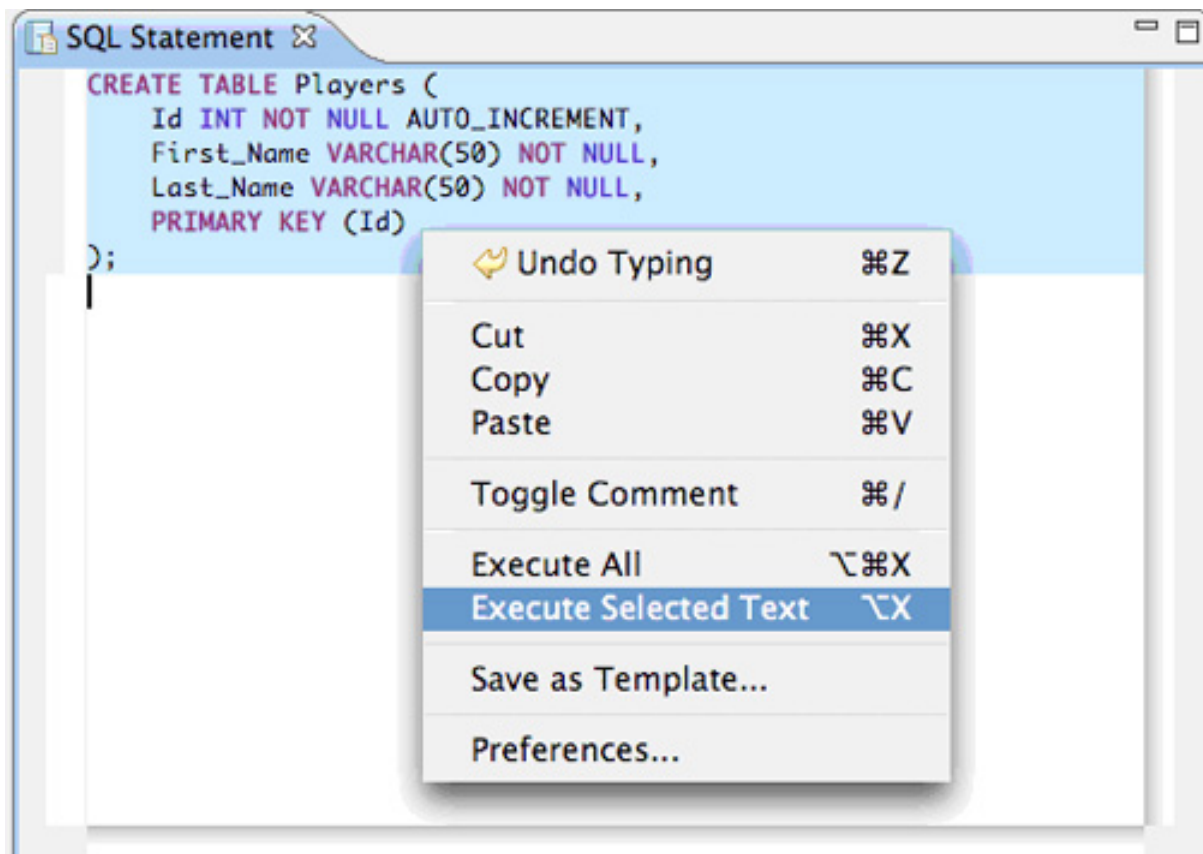 SQL Statement
CREATE TABLE Players (
    Id INT NOT NULL AUTO_INCREMENT,
    First_Name VARCHAR(50) NOT NULL,
    Last_Name VARCHAR(50) NOT NULL,
    PRIMARY KEY (Id)
);
Undo Typing ⌘Z
Cut ⌘X
Copy ⌘C
Paste ⌘V
Toggle Comment ⌘/
Execute All ⌥⌘X
Execute Selected Text ⌥X
Save as Template...
Preferences...